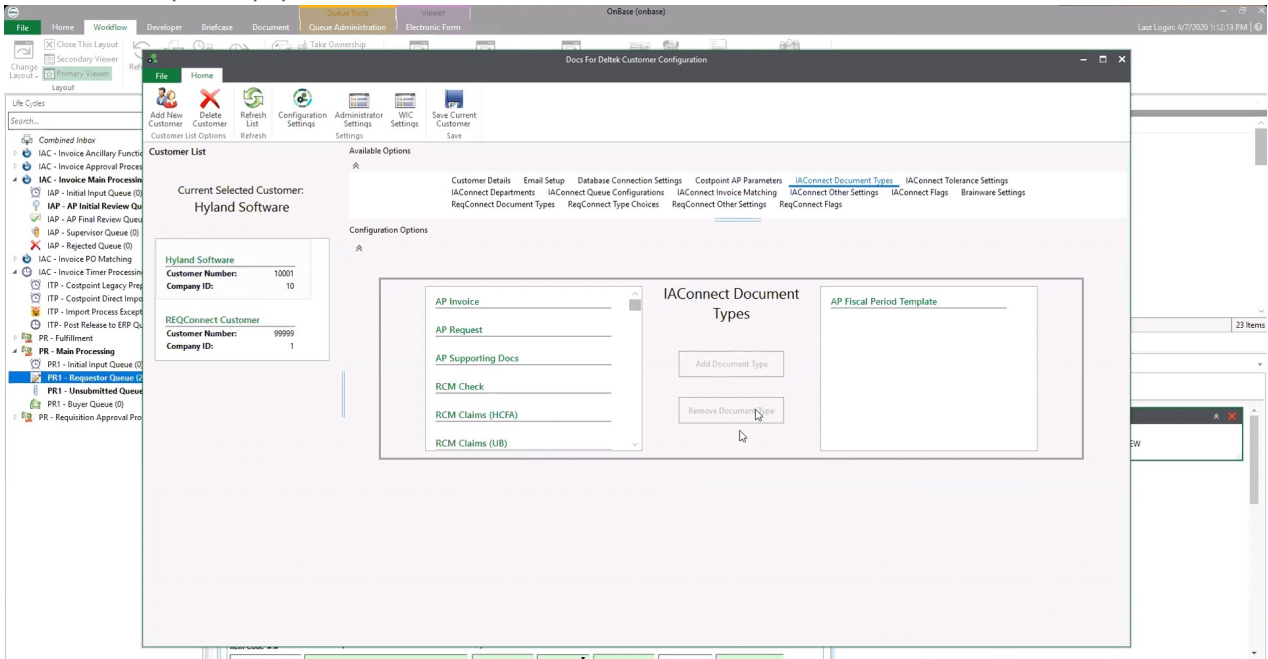 Queue Tools
Viewer
OnBase (onbase)
File Home Workflow Developer Briefcase Document Queue Administration Electronic Form
Last Login: 4/7/2020 1:12:13 PM
Close This Layout
Secondary Viewer
Primary Viewer
Change Layout
Layout
Take Ownership
Docs For Deltek Customer Configuration
File Home
Add New Customer
Delete Customer
Refresh List
Configuration Settings
Administrator Settings
WIC Settings
Save Current Customer
Customer List Options
Refresh
Settings
Save
Life Cycles
Search...
Combined Inbox
IAC - Invoice Ancillary Functi
IAC - Invoice Approval Proces
IAC - Invoice Main Processin
IAP - Initial Input Queue (0)
IAP - AP Initial Review Qu
IAP - AP Final Review Queu
IAP - Supervisor Queue (0)
IAP - Rejected Queue (0)
IAC - Invoice PO Matching
IAC - Invoice Timer Processin
ITP - Costpoint Legacy Prep
ITP - Costpoint Direct Impo
ITP - Import Process Except
ITP- Post Release to ERP Qu
PR - Fulfillment
PR - Main Processing
PR1 - Initial Input Queue (0
PR1 - Requestor Queue (2
PR1 - Unsubmitted Queue
PR1 - Buyer Queue (0)
PR - Requisition Approval Pro
Customer List
Current Selected Customer:
Hyland Software
Hyland Software
Customer Number: 10001
Company ID: 10
REQConnect Customer
Customer Number: 99999
Company ID: 1
Available Options
Customer Details Email Setup Database Connection Settings Costpoint AP Parameters IAConnect Document Types IAConnect Tolerance Settings
IAConnect Departments IAConnect Queue Configurations IAConnect Invoice Matching IAConnect Other Settings IAConnect Flags Brainware Settings
ReqConnect Document Types ReqConnect Type Choices ReqConnect Other Settings ReqConnect Flags
Configuration Options
AP Invoice
AP Request
AP Supporting Docs
RCM Check
RCM Claims (HCFA)
RCM Claims (UB)
IAConnect Document Types
Add Document Type
Remove Document Type
AP Fiscal Period Template
23 Items
EW